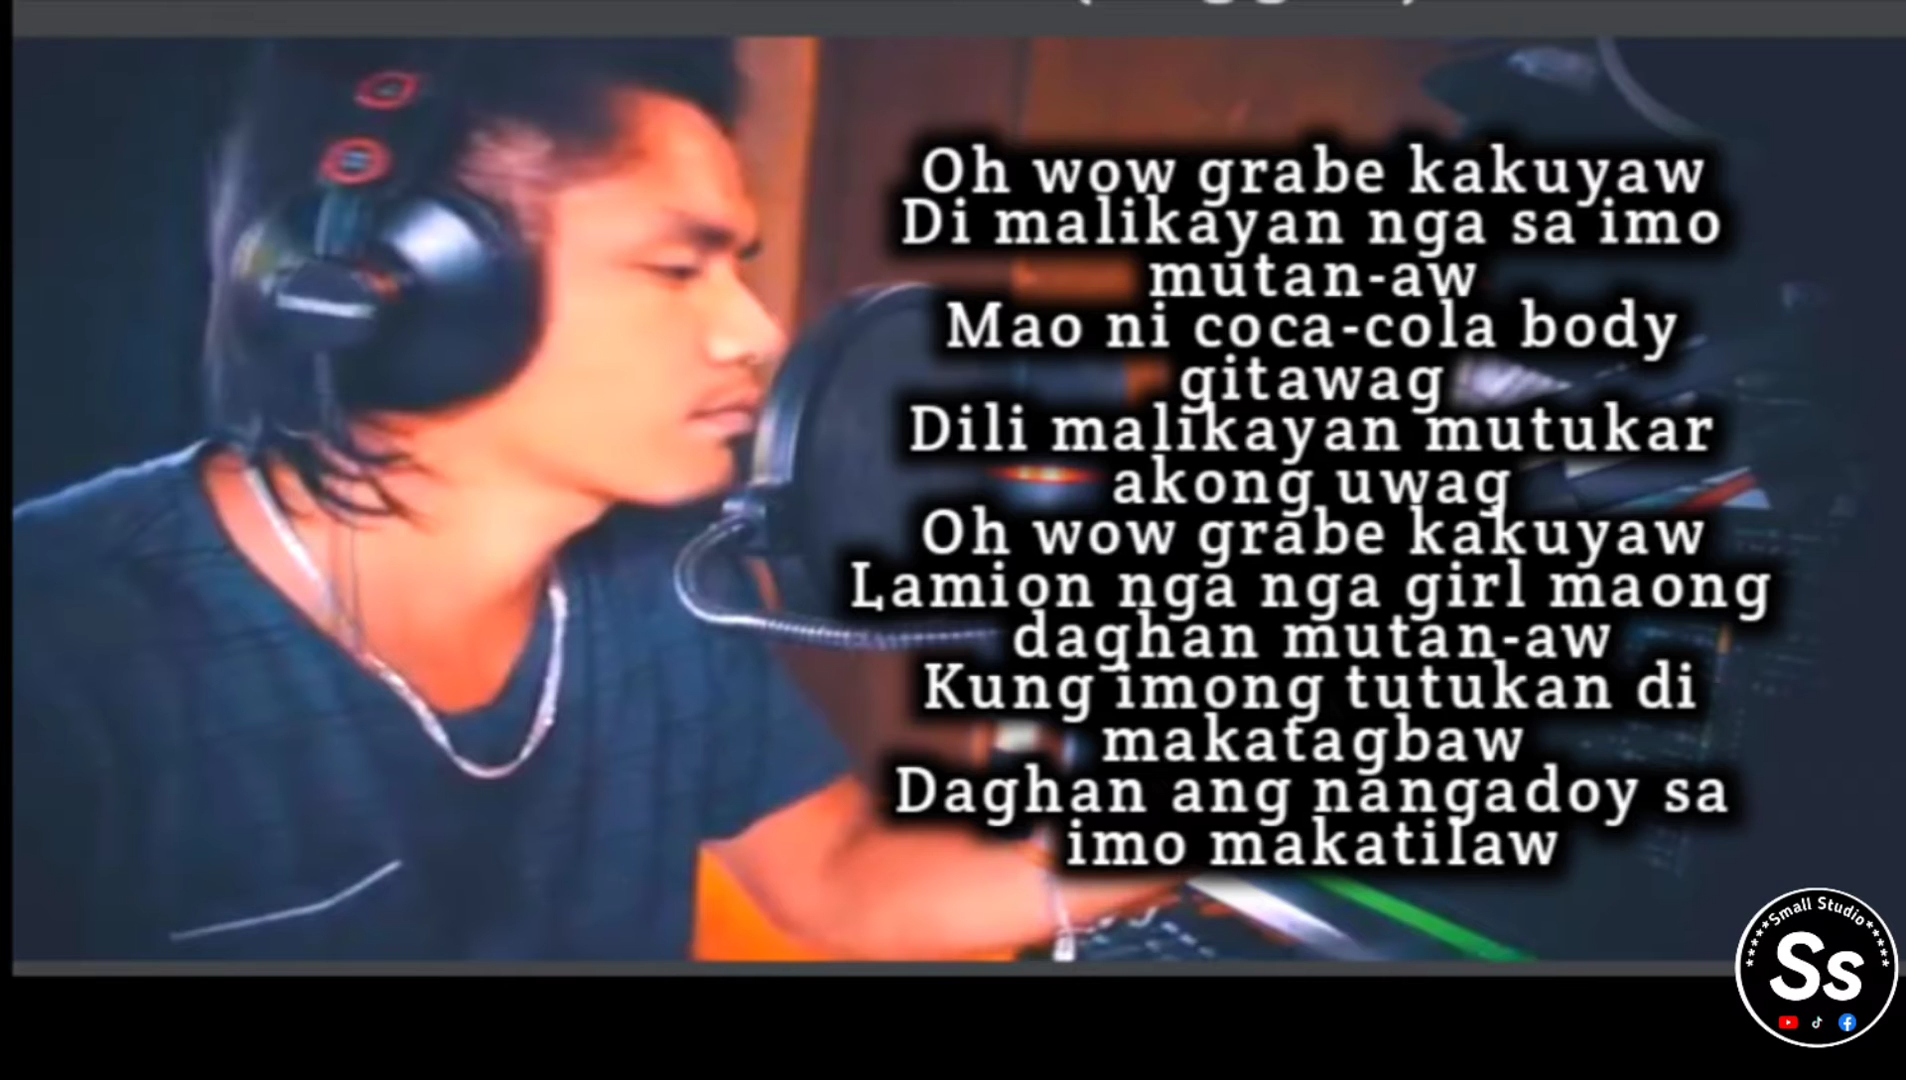 Oh wow grabe kakuyaw
Di malikayan nga sa imo
mutan-aw
Mao ni coca-cola body
gitawag
Dili malikayan mutukar
akong uwag
Oh wow grabe kakuyaw
Lamion nga nga girl maong
daghan mutan-aw
Kung imong tutukan di
makatagbaw
Daghan ang nangadoy sa
imo makatilaw
*****Small Studio*****
Ss